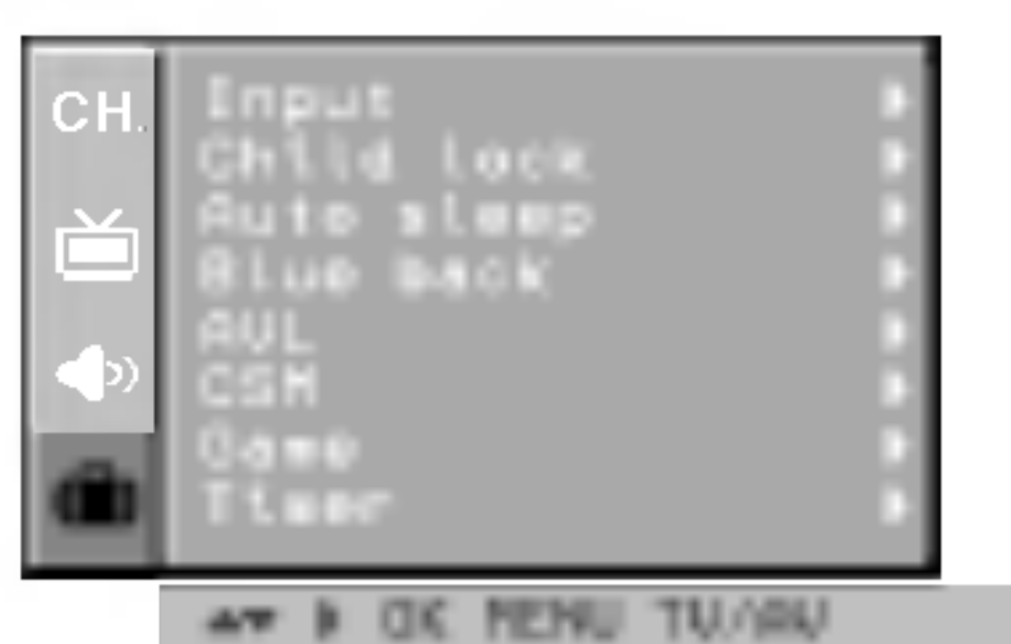 CH.
Input
Child lock
Auto sleep
Blue back
AVL
CSM
Game
Timer
OK MENU TV/AV